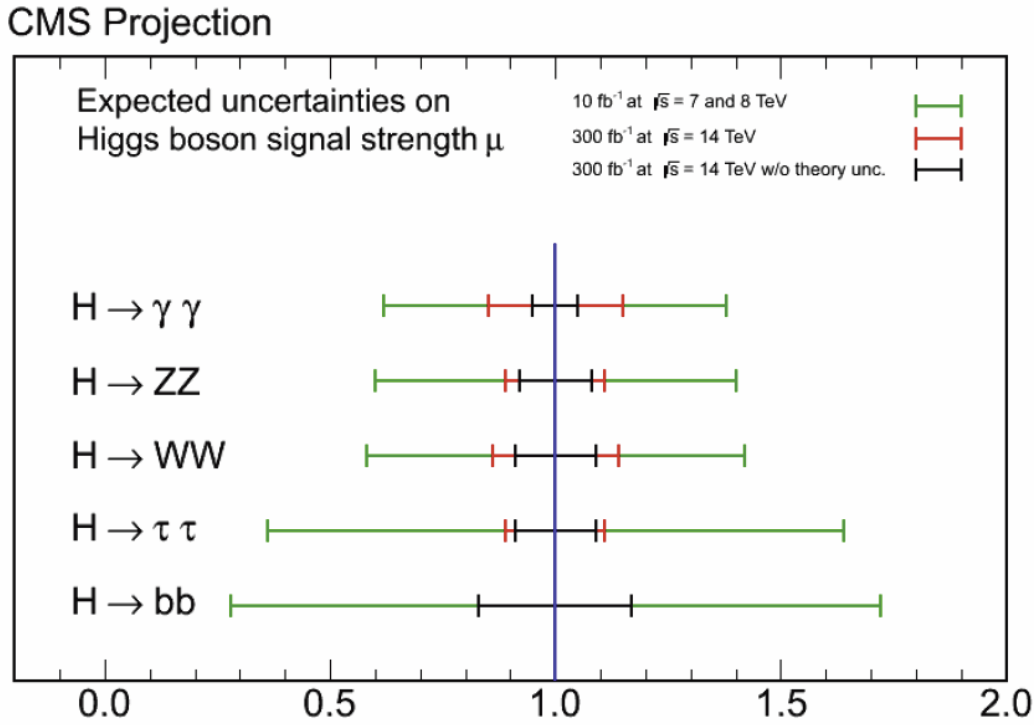 CMS Projection
Expected uncertainties on
Higgs boson signal strength μ
10 fb⁻¹ at √s = 7 and 8 TeV
300 fb⁻¹ at √s = 14 TeV
300 fb⁻¹ at √s = 14 TeV w/o theory unc.
H → γ γ
H → ZZ
H → WW
H → τ τ
H → bb
0.0 0.5 1.0 1.5 2.0